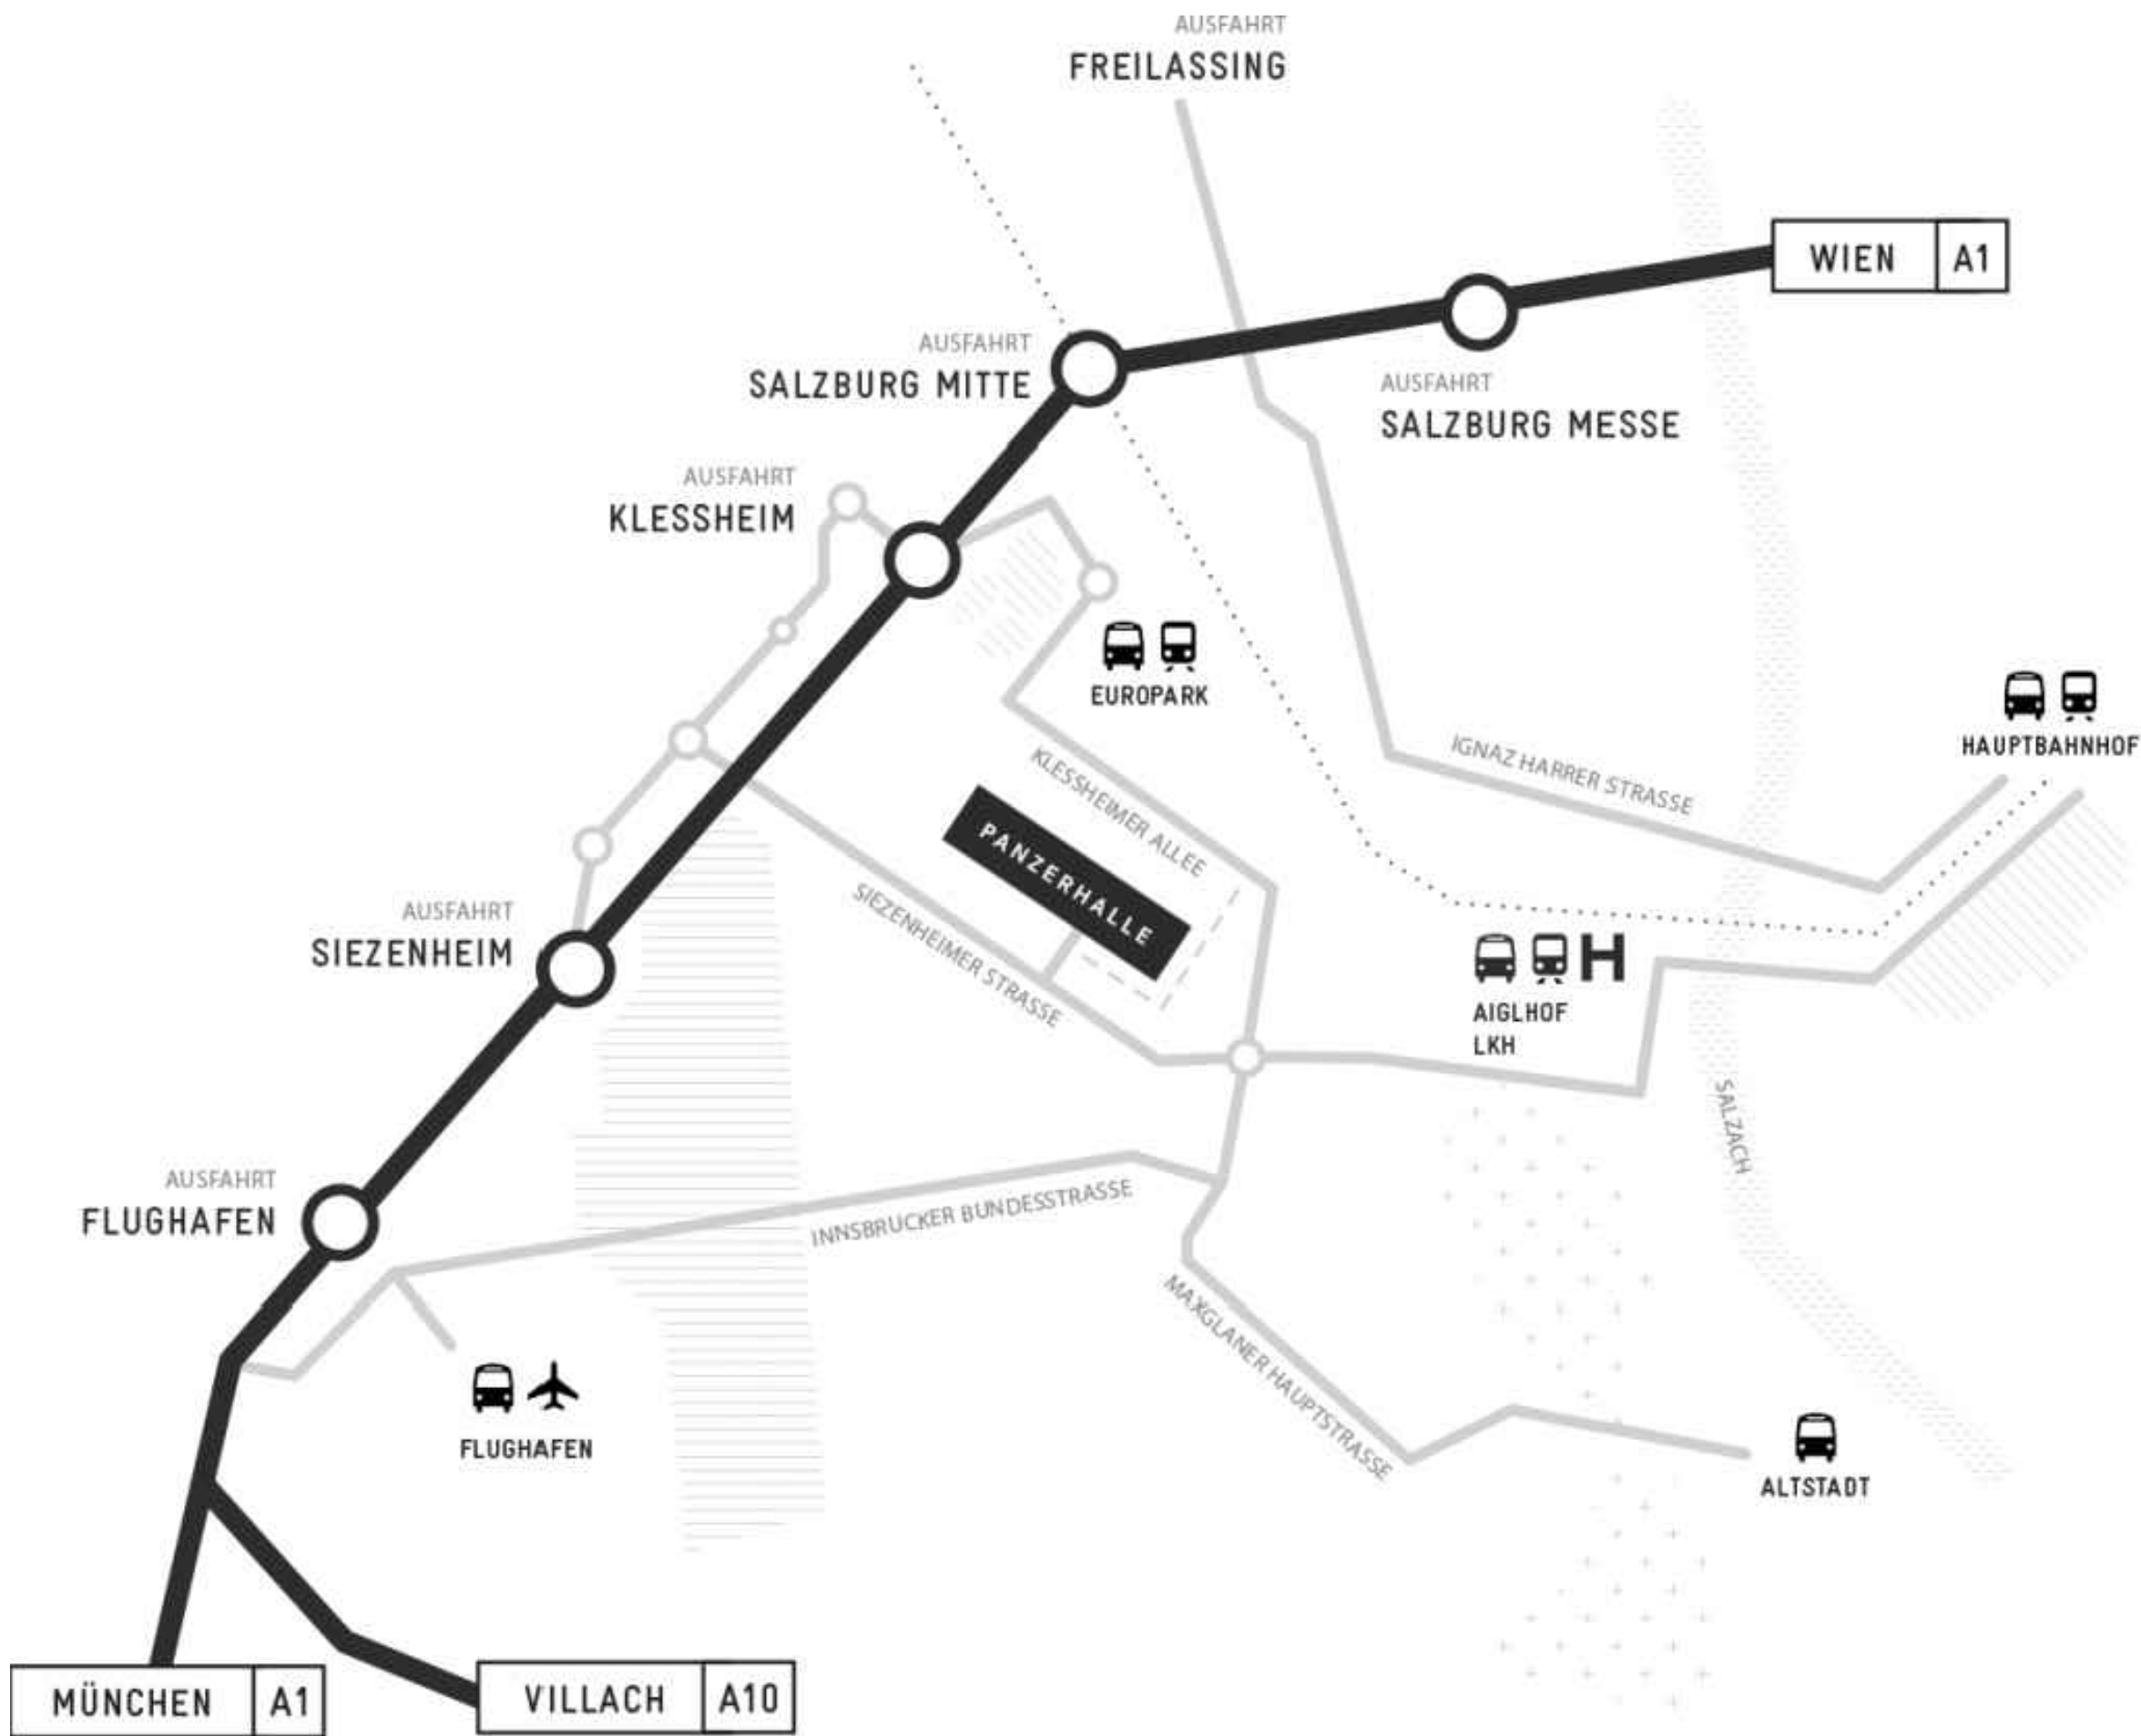 AUSFAHRT
FREILASSING
WIEN A1
AUSFAHRT
SALZBURG MITTE
AUSFAHRT
SALZBURG MESSE
AUSFAHRT
KLESSHEIM
EUROPARK
HAUPTBAHNHOF
IGNAZ HARRER STRASSE
KLESSHEIMER ALLEE
PANZERHALLE
SIEZENHEIMER STRASSE
AUSFAHRT
SIEZENHEIM
H
AIGLHOF
LKH
SALZACH
AUSFAHRT
FLUGHAFEN
INNSBRUCKER BUNDESSTRASSE
MAXGLANER HAUPTSTRASSE
FLUGHAFEN
ALTSTADT
MÜNCHEN A1
VILLACH A10